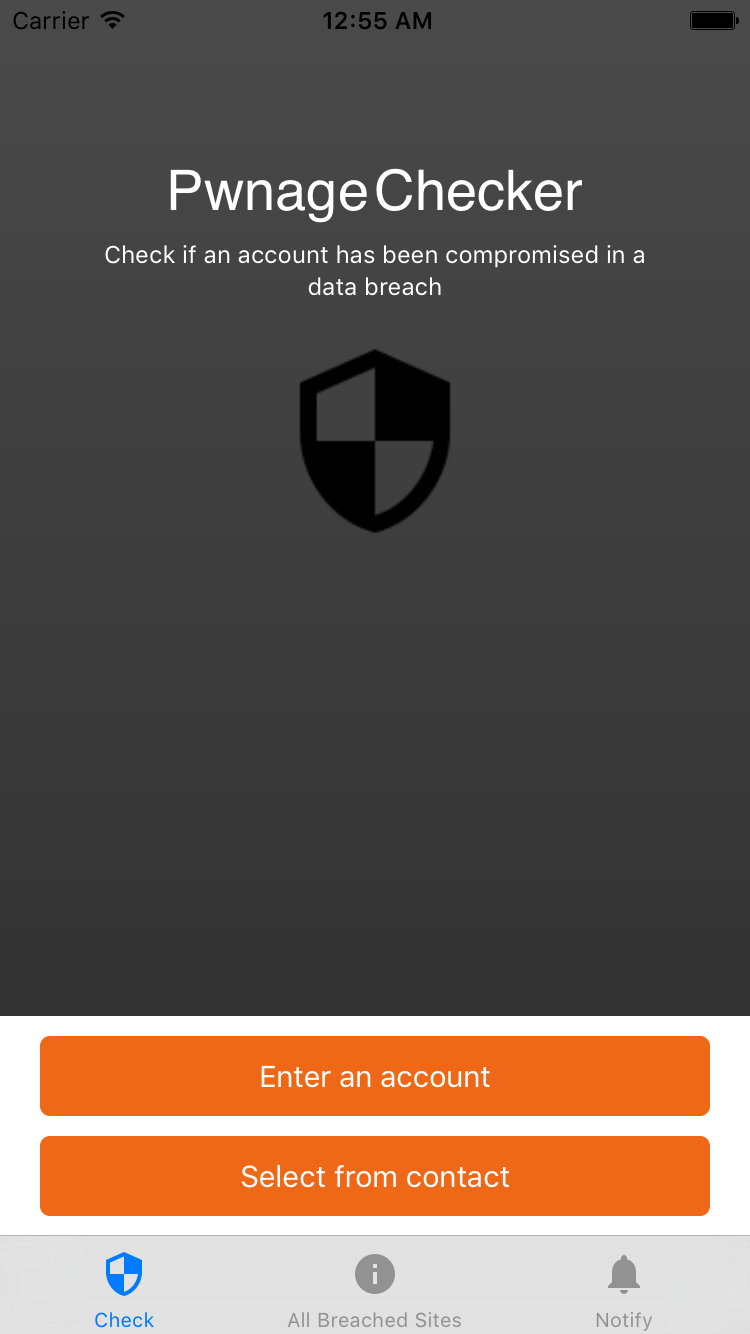 Carrier 12:55 AM
Pwnage Checker
Check if an account has been compromised in a
data breach
Enter an account
Select from contact
Check All Breached Sites Notify